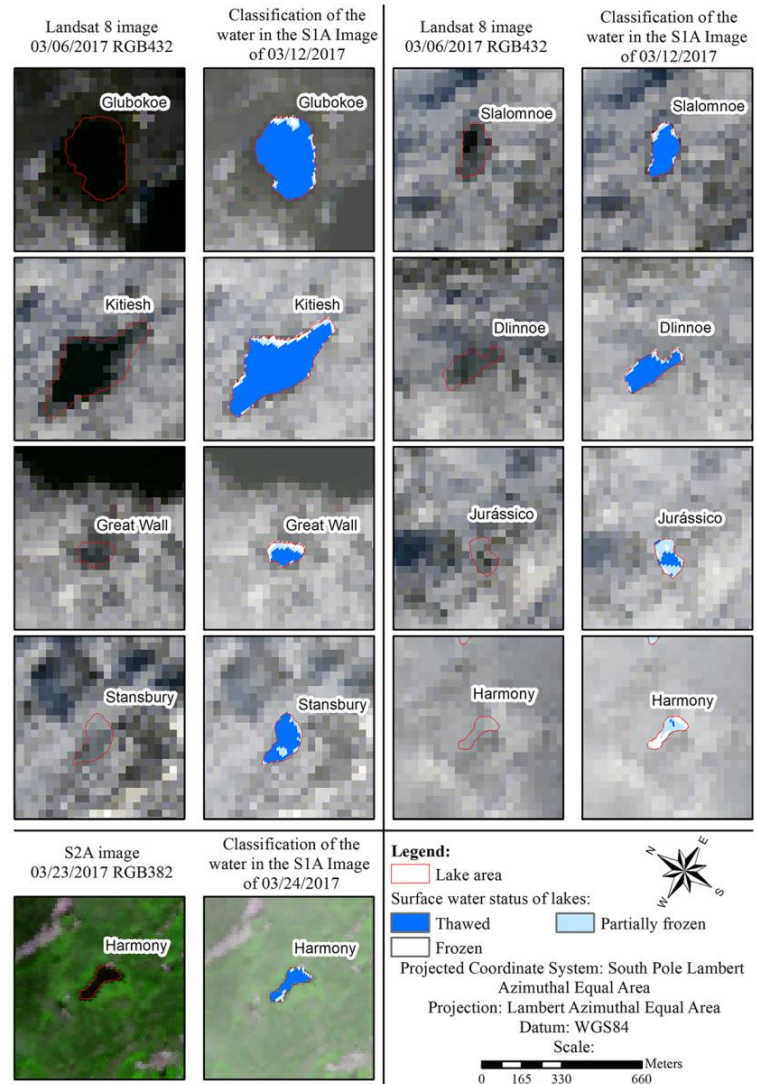 Landsat 8 image
03/06/2017 RGB432
Classification of the
water in the S1A Image
of 03/12/2017
Landsat 8 image
03/06/2017 RGB432
Classification of the
water in the S1A Image
of 03/12/2017
Glubokoe
Glubokoe
Slalomnoe
Slalomnoe
Kitiesh
Kitiesh
Dlinnoe
Dlinnoe
Great Wall
Great Wall
Jurássico
Jurássico
Stansbury
Stansbury
Harmony
Harmony
S2A image
03/23/2017 RGB382
Classification of the
water in the S1A Image
of 03/24/2017
Harmony
Harmony
Legend:
Lake area
Surface water status of lakes:
Thawed
Partially frozen
Frozen
N
E
W
S
Projected Coordinate System: South Pole Lambert
Azimuthal Equal Area
Projection: Lambert Azimuthal Equal Area
Datum: WGS84
Scale:
Meters
0 165 330 660